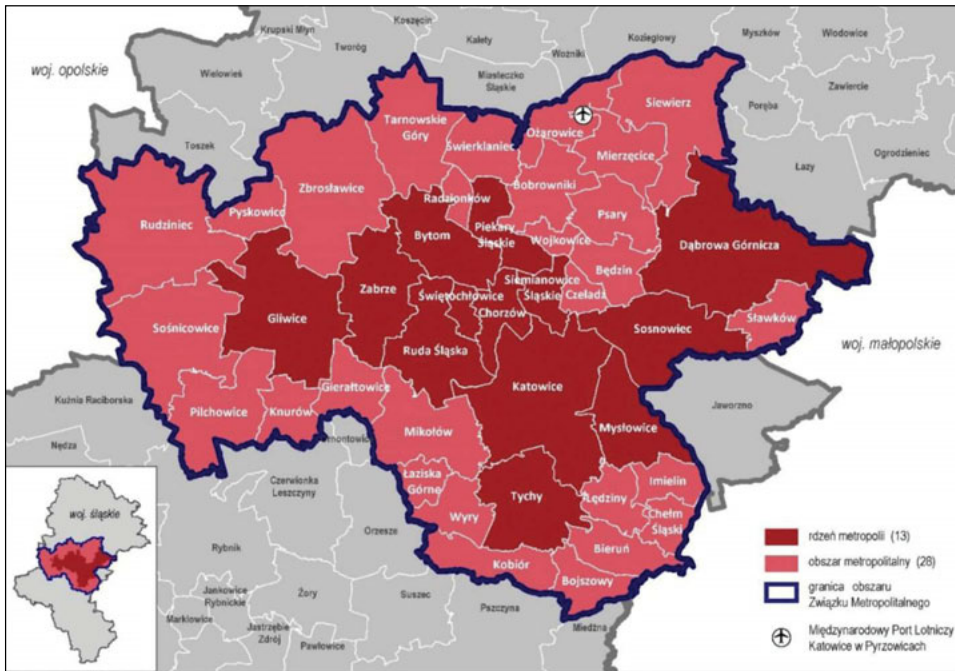 Krupski Młyn
Koszęcin
Kalety
Woźniki
Koziegłowy
Myszków
Włodowice
Tworóg
woj. opolskie
Wielowieś
Miasteczko
Śląskie
Poręba
Zawiercie
Toszek
Tarnowskie
Góry
Świerklaniec
Ożarowice
Siewierz
Mierzęcice
Łazy
Ogrodzieniec
Zbrosławice
Bobrowniki
Rudziniec
Pyskowice
Radzionków
Psary
Piekary
Śląskie
Bytom
Wojkowice
Dąbrowa Górnicza
Będzin
Zabrze
Siemianowice
Śląskie
Czeladź
Świętochłowice
Chorzów
Gliwice
Sławków
Sośnicowice
Sosnowiec
Ruda Śląska
woj. małopolskie
Katowice
Gierałtowice
Kuźnia Raciborska
Jaworzno
Pilchowice
Knurów
Mikołów
Mysłowice
Nędza
Ornontowice
Łaziska
Górne
Imielin
Czerwionka
Leszczyny
Tychy
Lędziny
woj. śląskie
Chełm
Śląski
Orzesze
Wyry
Rybnik
Bieruń
Kobiór
Bojszowy
Jankowice
Rybnickie
Żory
Suszec
Pszczyna
Marklowice
Miedźna
Jastrzębie
Zdrój
Pawłowice
rdzeń metropolii (13)
obszar metropolitalny (28)
granica obszaru
Związku Metropolitalnego
Międzynarodowy Port Lotniczy
Katowice w Pyrzowicach